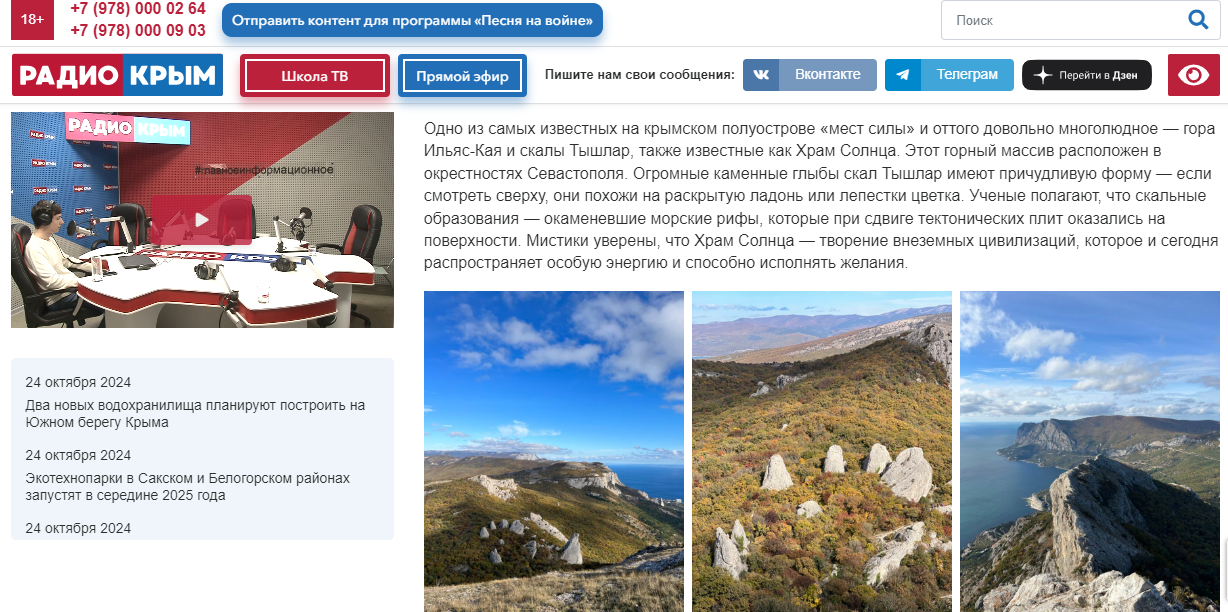 18+
+7 (978) 000 02 64
+7 (978) 000 09 03
Отправить контент для программы «Песня на войне»
Поиск
РАДИО КРЫМ
Школа ТВ
Прямой эфир
Пишите нам свои сообщения:
Вконтакте
Телеграм
Перейти в Дзен
РАДИО КРЫМ
#главноеинформационное
РАДИО КРЫМ
24 октября 2024
Два новых водохранилища планируют построить на
Южном берегу Крыма
24 октября 2024
Экотехнопарки в Сакском и Белогорском районах
запустят в середине 2025 года
24 октября 2024
Одно из самых известных на крымском полуострове «мест силы» и оттого довольно многолюдное — гора
Ильяс-Кая и скалы Тышлар, также известные как Храм Солнца. Этот горный массив расположен в
окрестностях Севастополя. Огромные каменные глыбы скал Тышлар имеют причудливую форму — если
смотреть сверху, они похожи на раскрытую ладонь или лепестки цветка. Ученые полагают, что скальные
образования — окаменевшие морские рифы, которые при сдвиге тектонических плит оказались на
поверхности. Мистики уверены, что Храм Солнца — творение внеземных цивилизаций, которое и сегодня
распространяет особую энергию и способно исполнять желания.